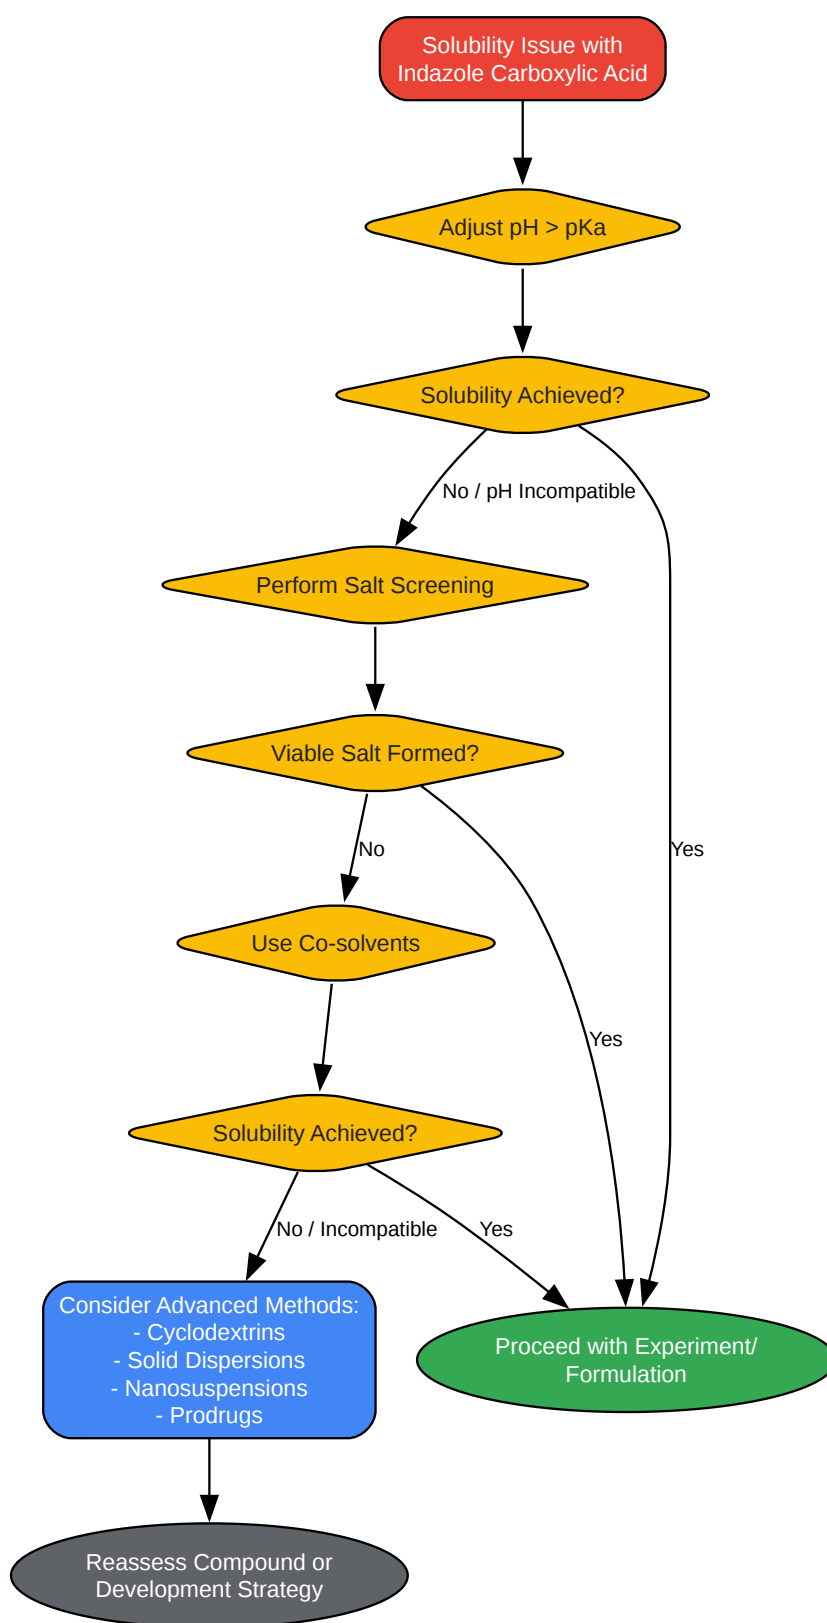 Solubility Issue with
Indazole Carboxylic Acid
Adjust pH > pKa
Solubility Achieved?
No / pH Incompatible
Perform Salt Screening
Viable Salt Formed?
No
Yes
Use Co-solvents
Yes
Solubility Achieved?
No / Incompatible
Yes
Consider Advanced Methods:
- Cyclodextrins
- Solid Dispersions
- Nanosuspensions
- Prodrugs
Proceed with Experiment/
Formulation
Reassess Compound or
Development Strategy